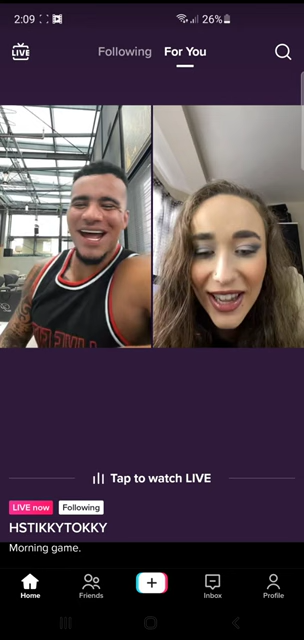 2:09 26%
LIVE Following For You
Tap to watch LIVE
LIVE now Following
HSTIKKYTOKKY
Morning game.
Home Friends Inbox Profile